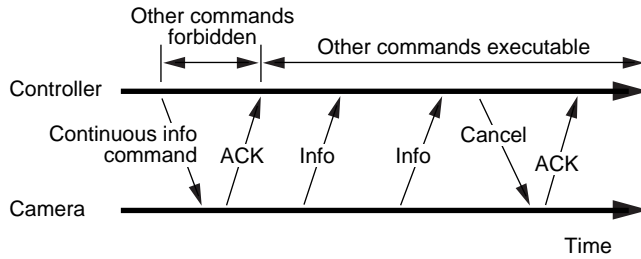 Other commands
forbidden
Other commands executable
Controller
Continuous info
command
ACK
Info
Info
Cancel
ACK
Camera
Time